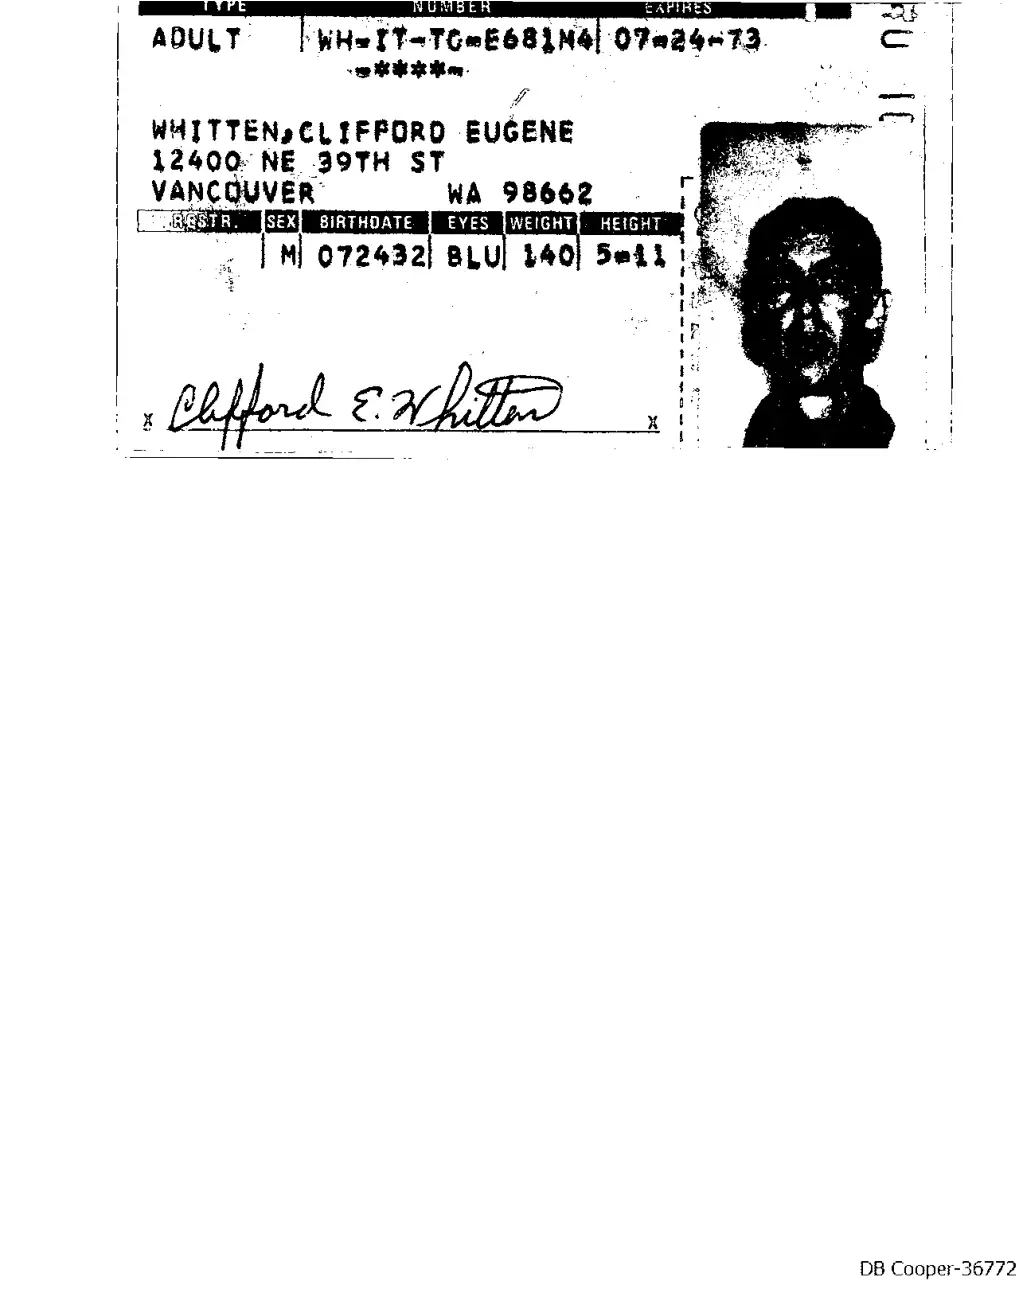 TYPE NUMBER EXPIRES
ADULT WH-IT-TC-E681N4 07-24-73
-****-
WHITTEN,CLIFFORD EUGENE
12400 NE 39TH ST
VANCOUVER WA 98662
RESTR. SEX BIRTHDATE EYES WEIGHT HEIGHT
M 072432 BLU 140 5-11
X Clifford E. Whitten X
DB Cooper-36772